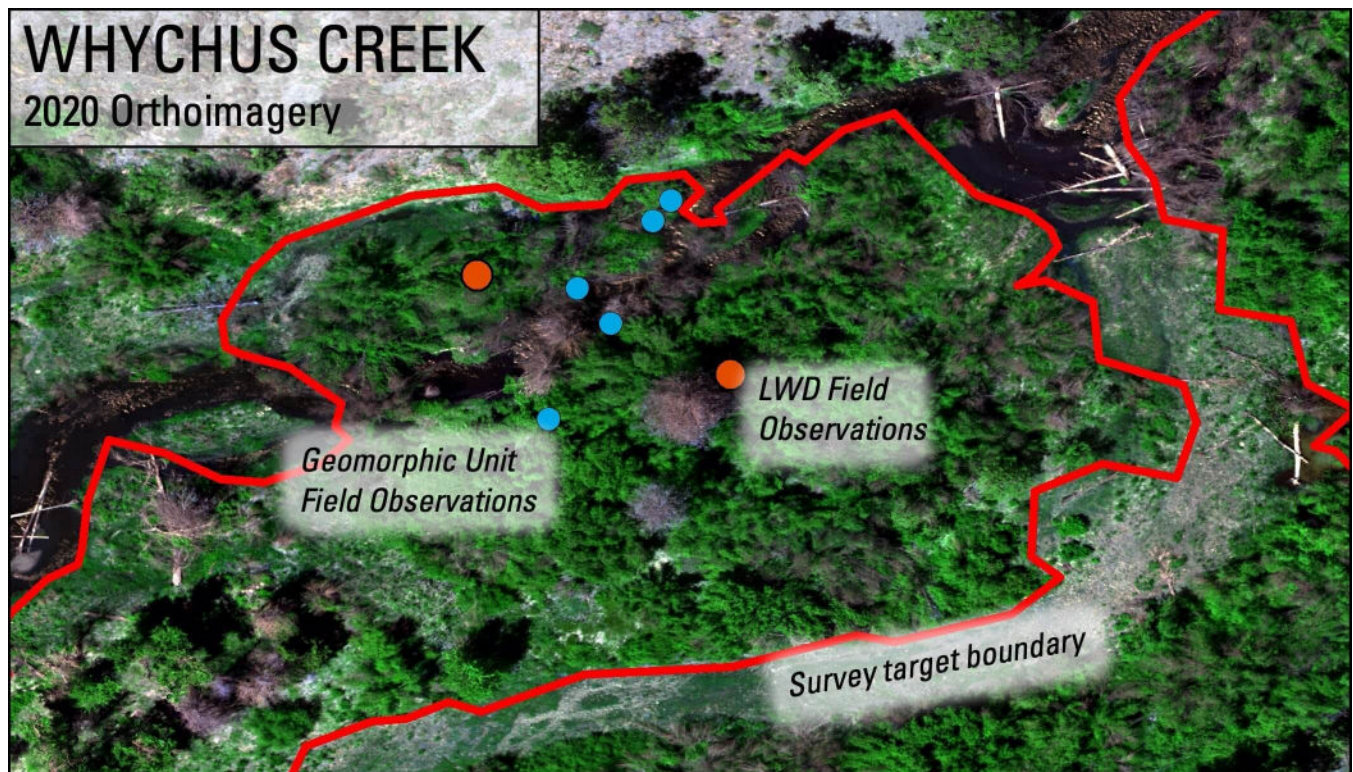 WHYCHUS CREEK
2020 Orthoimagery
LWD Field
Observations
Geomorphic Unit
Field Observations
Survey target boundary